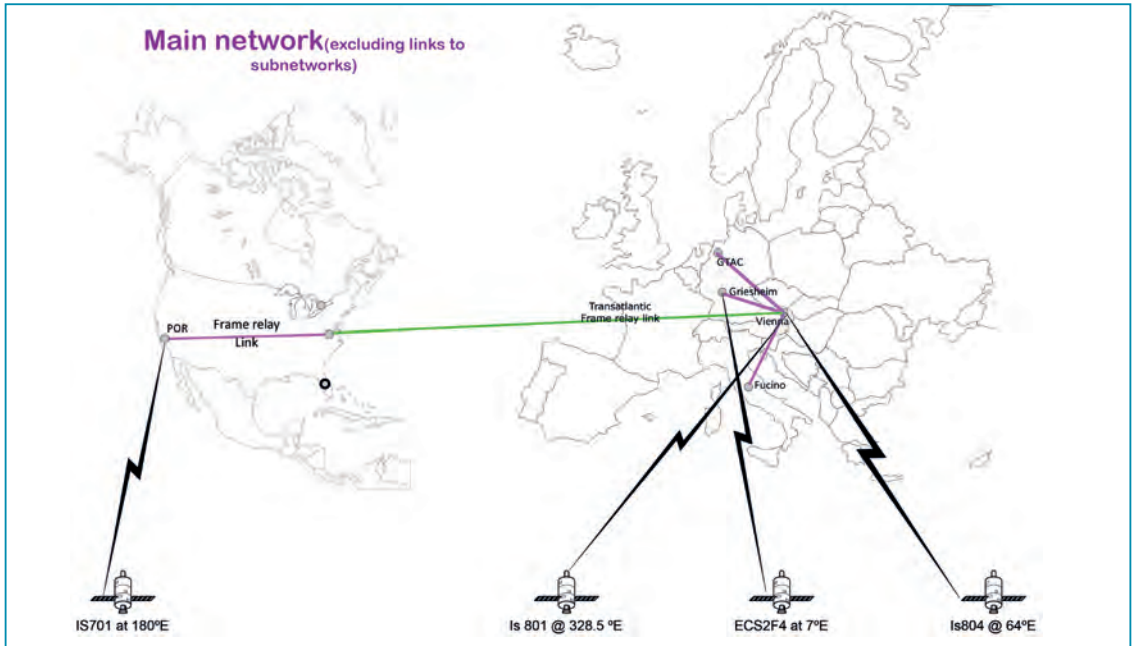 Main network(excluding links to
subnetworks)
GTAC
Griesheim
Transatlantic
Frame relay link
Vienna
POR
Frame relay
Link
Fucino
IS701 at 180ºE
Is 801 @ 328.5 ºE
ECS2F4 at 7ºE
Is804 @ 64ºE